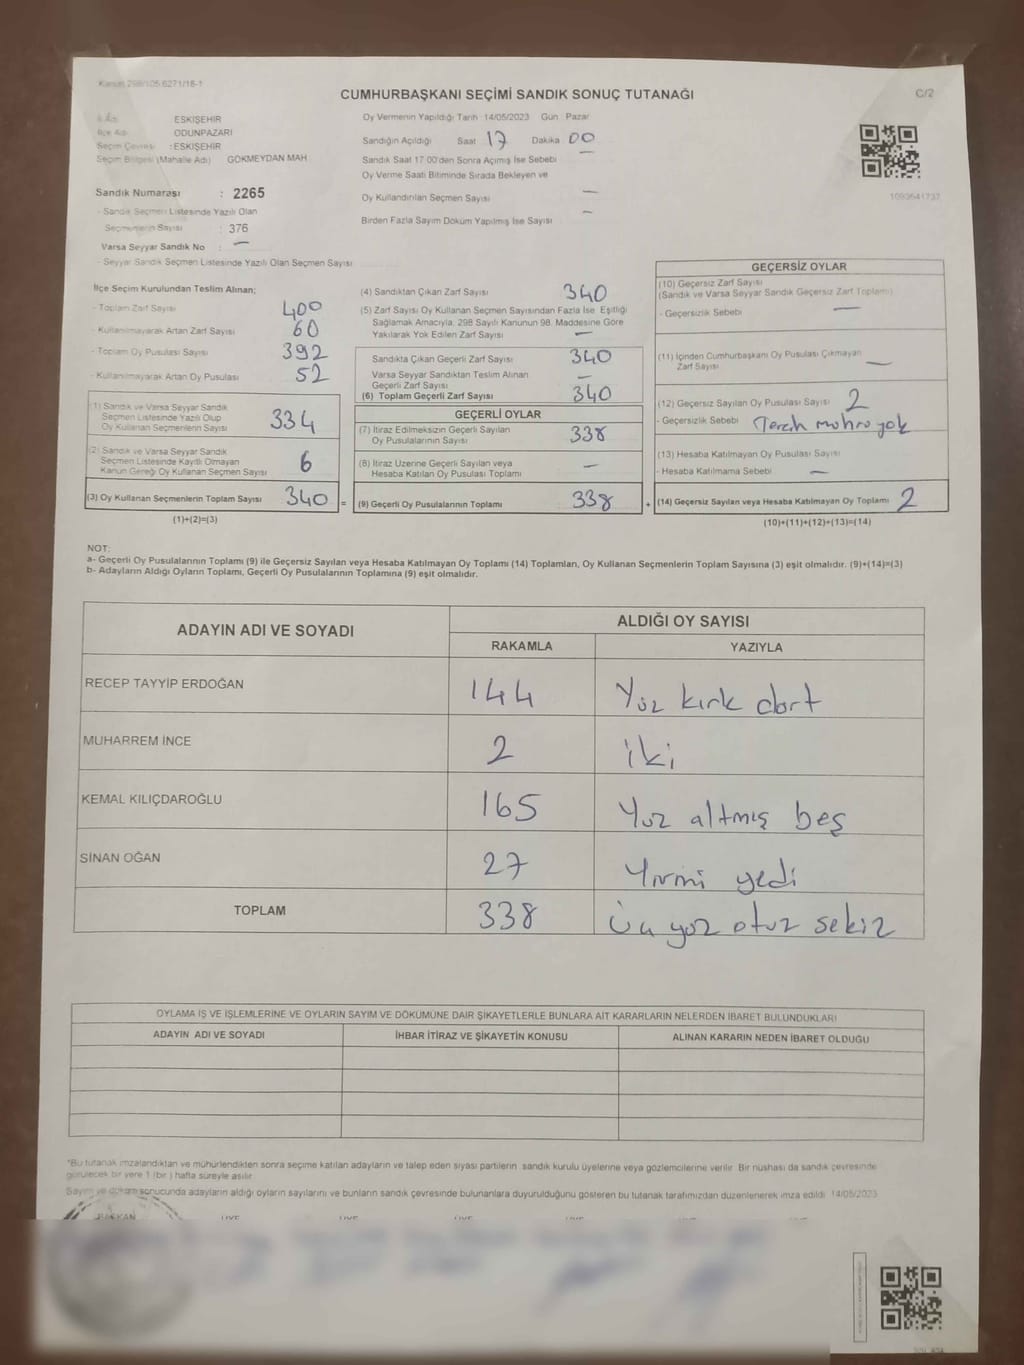 Kanun 298/105 6271/18-1
C/2
CUMHURBAŞKANI SEÇİMİ SANDIK SONUÇ TUTANAĞI
İl Adı ESKİŞEHİR
İlçe Adı ODUNPAZARI
Seçim Çevresi : ESKİŞEHİR
Seçim Bölgesi (Mahalle Adı) GÖKMEYDAN MAH
Sandık Numarası : 2265
- Sandık Seçmen Listesinde Yazılı Olan
Seçmenlerin Sayısı : 376
Varsa Seyyar Sandık No : —
- Seyyar Sandık Seçmen Listesinde Yazılı Olan Seçmen Sayısı
Oy Vermenin Yapıldığı Tarih 14/05/2023 Gün Pazar
Sandığın Açıldığı Saat 17 Dakika 00
Sandık Saat 17 00'den Sonra Açımış İse Sebebi —
Oy Verme Saati Bitiminde Sırada Bekleyen ve
Oy Kullandırılan Seçmen Sayısı —
Birden Fazla Sayım Döküm Yapılmış İse Sayısı —
1093641737
İlçe Seçim Kurulundan Teslim Alınan;
- Toplam Zarf Sayısı 400
- Kullanılmayarak Artan Zarf Sayısı 60
- Toplam Oy Pusulası Sayısı 392
- Kullanılmayarak Artan Oy Pusulası 52
(1) Sandık ve Varsa Seyyar Sandık
Seçmen Listesinde Yazılı Olup
Oy Kullanan Seçmenlerin Sayısı 334
(2) Sandık ve Varsa Seyyar Sandık
Seçmen Listesinde Kayıtlı Olmayan
Kanun Gereği Oy Kullanan Seçmen Sayısı 6
(3) Oy Kullanan Seçmenlerin Toplam Sayısı 340 =
(1)+(2)=(3)
(4) Sandıktan Çıkan Zarf Sayısı 340
(5) Zarf Sayısı Oy Kullanan Seçmen Sayısından Fazla İse Eşitliği
Sağlamak Amacıyla, 298 Sayılı Kanunun 98. Maddesine Göre
Yakılarak Yok Edilen Zarf Sayısı —
Sandıkta Çıkan Geçerli Zarf Sayısı 340
Varsa Seyyar Sandıktan Teslim Alınan
Geçerli Zarf Sayısı —
(6) Toplam Geçerli Zarf Sayısı 340
GEÇERLİ OYLAR
(7) İtiraz Edilmeksizin Geçerli Sayılan
Oy Pusulalarının Sayısı 338
(8) İtiraz Üzerine Geçerli Sayılan veya
Hesaba Katılan Oy Pusulası Toplamı —
(9) Geçerli Oy Pusulalarının Toplamı 338 +
GEÇERSİZ OYLAR
(10) Geçersiz Zarf Sayısı
(Sandık ve Varsa Seyyar Sandık Geçersiz Zarf Toplamı)
- Geçersizlik Sebebi —
(11) İçinden Cumhurbaşkanı Oy Pusulası Çıkmayan
Zarf Sayısı —
(12) Geçersiz Sayılan Oy Pusulası Sayısı 2
- Geçersizlik Sebebi Tercih mührü yok
(13) Hesaba Katılmayan Oy Pusulası Sayısı
- Hesaba Katılmama Sebebi —
(14) Geçersiz Sayılan veya Hesaba Katılmayan Oy Toplamı 2
(10)+(11)+(12)+(13)=(14)
NOT:
a- Geçerli Oy Pusulalarının Toplamı (9) ile Geçersiz Sayılan veya Hesaba Katılmayan Oy Toplamı (14) Toplamları, Oy Kullanan Seçmenlerin Toplam Sayısına (3) eşit olmalıdır. (9)+(14)=(3)
b- Adayların Aldığı Oyların Toplamı, Geçerli Oy Pusulalarının Toplamına (9) eşit olmalıdır.
ADAYIN ADI VE SOYADI
ALDIĞI OY SAYISI
RAKAMLA YAZIYLA
RECEP TAYYİP ERDOĞAN 144 Yüz kırk dört
MUHARREM İNCE 2 iki
KEMAL KILIÇDAROĞLU 165 Yüz altmış beş
SİNAN OĞAN 27 Yirmi yedi
TOPLAM 338 Üç yüz otuz sekiz
OYLAMA İŞ VE İŞLEMLERİNE VE OYLARIN SAYIM VE DÖKÜMÜNE DAİR ŞİKAYETLERLE BUNLARA AİT KARARLARIN NELERDEN İBARET BULUNDUKLARI
ADAYIN ADI VE SOYADI İHBAR İTİRAZ VE ŞİKAYETİN KONUSU ALINAN KARARIN NEDEN İBARET OLDUĞU
*Bu tutanak imzalandıktan ve mühürlendikten sonra seçime katılan adayların ve talep eden siyasi partilerin sandık kurulu üyelerine veya gözlemcilerine verilir. Bir nüshası da sandık çevresinde
görülecek bir yere 1 (bir ) hafta süreyle asılır.
Sayım ve döküm sonucunda adayların aldığı oyların sayılarını ve bunların sandık çevresinde bulunanlara duyurulduğunu gösteren bu tutanak tarafımızdan düzenlenerek imza edildi. 14/05/2023
BAŞKAN ÜYE ÜYE ÜYE ÜYE ÜYE